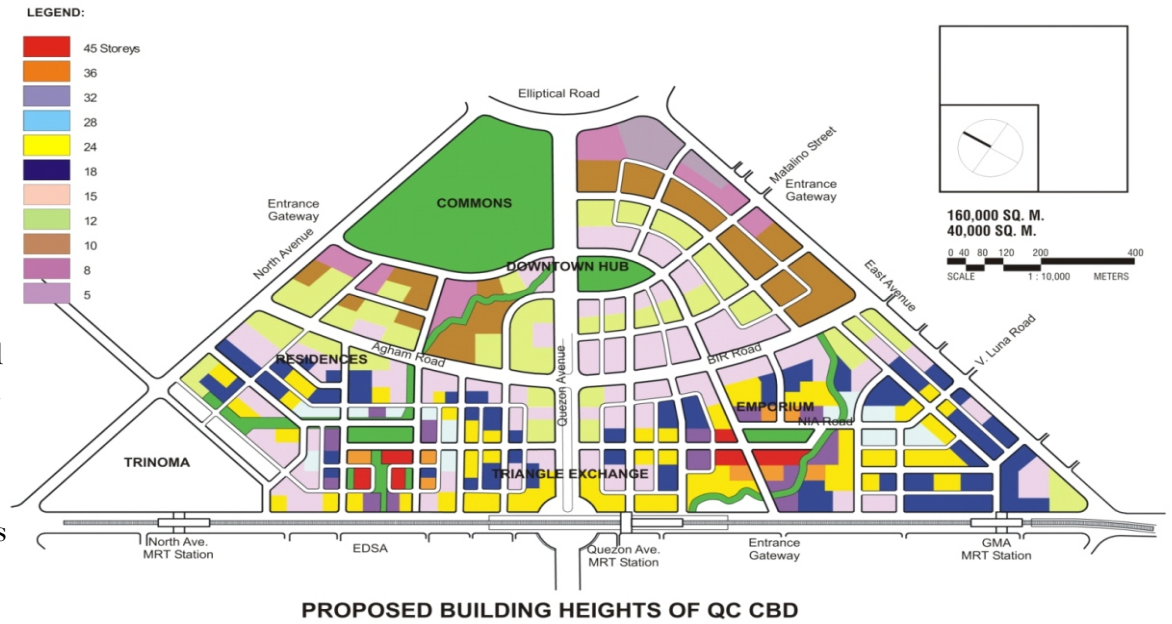 LEGEND:
45 Storeys
36
32
28
24
18
15
12
10
8
5
Elliptical Road
Matalino Street
Entrance
Gateway
160,000 SQ. M.
40,000 SQ. M.
0 40 80 120 200 400
SCALE 1 : 10,000 METERS
COMMONS
Entrance
Gateway
North Avenue
DOWNTOWN HUB
East Avenue
V. Luna Road
RESIDENCES
Agham Road
Quezon Avenue
BIR Road
EMPORIUM
NIA Road
TRINOMA
TRIANGLE EXCHANGE
North Ave.
MRT Station
EDSA
Quezon Ave.
MRT Station
Entrance
Gateway
GMA
MRT Station
PROPOSED BUILDING HEIGHTS OF QC CBD